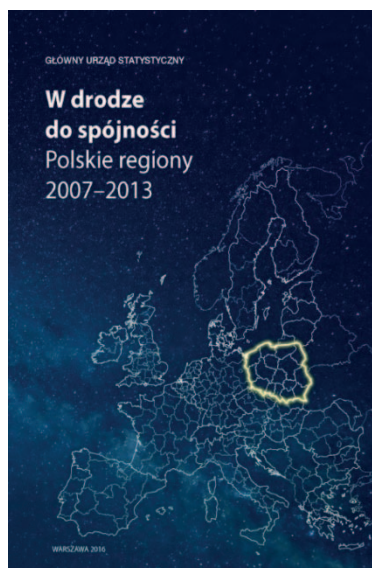 GŁÓWNY URZĄD STATYSTYCZNY
W drodze
do spójności
Polskie regiony
2007–2013
WARSZAWA 2016